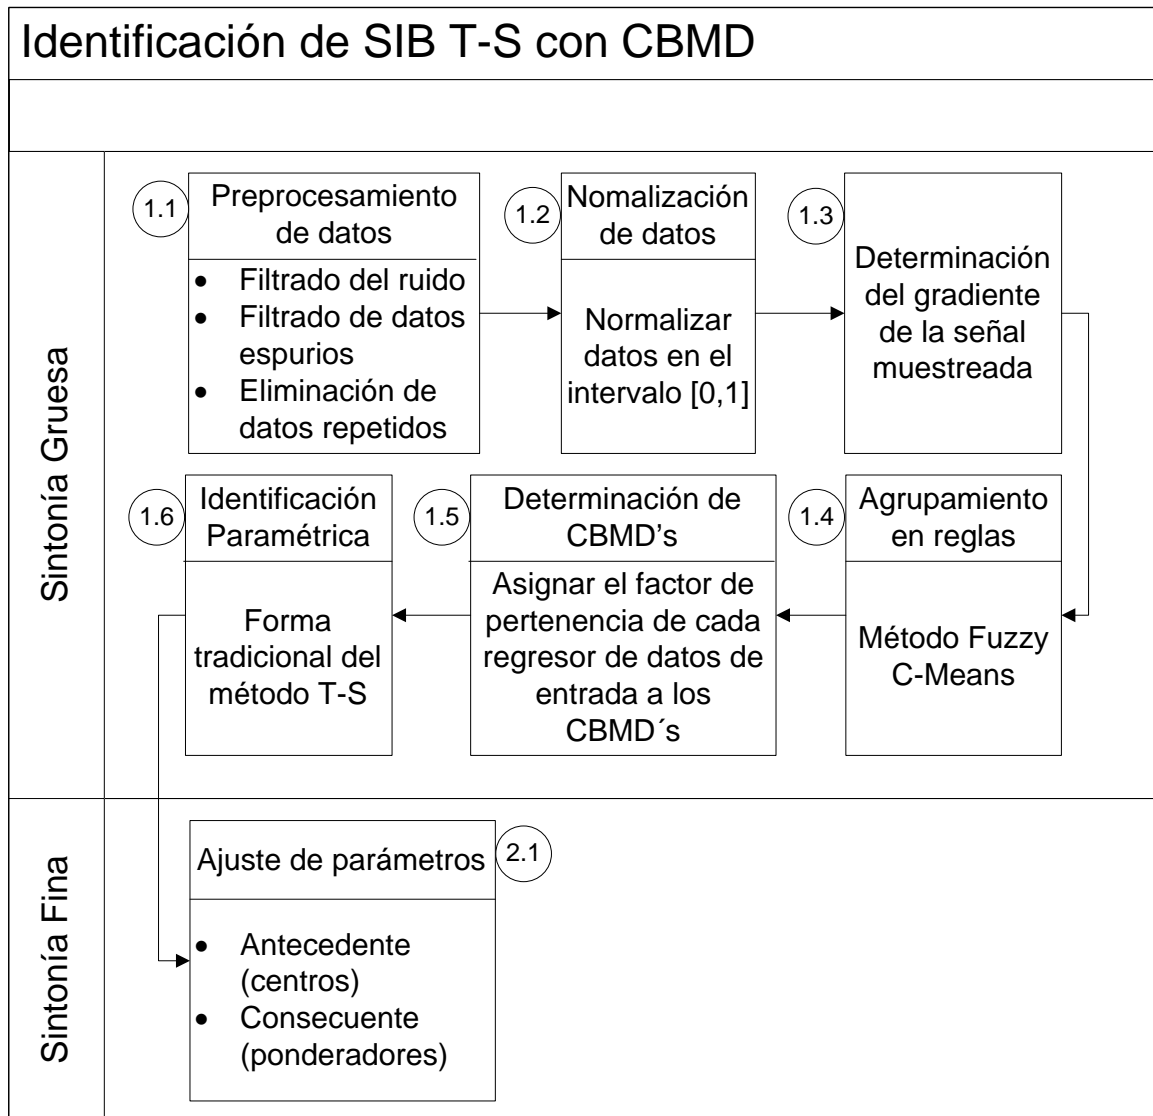 Identificación de SIB T-S con CBMD
Sintonía Gruesa
1.1
Preprocesamiento
de datos
• Filtrado del ruido
• Filtrado de datos
espurios
• Eliminación de
datos repetidos
1.2
Nomalización
de datos
Normalizar
datos en el
intervalo [0,1]
1.3
Determinación
del gradiente
de la señal
muestreada
1.4
Agrupamiento
en reglas
Método Fuzzy
C-Means
1.5
Determinación de
CBMD’s
Asignar el factor de
pertenencia de cada
regresor de datos de
entrada a los
CBMD´s
1.6
Identificación
Paramétrica
Forma
tradicional del
método T-S
Sintonía Fina
2.1
Ajuste de parámetros
• Antecedente
(centros)
• Consecuente
(ponderadores)